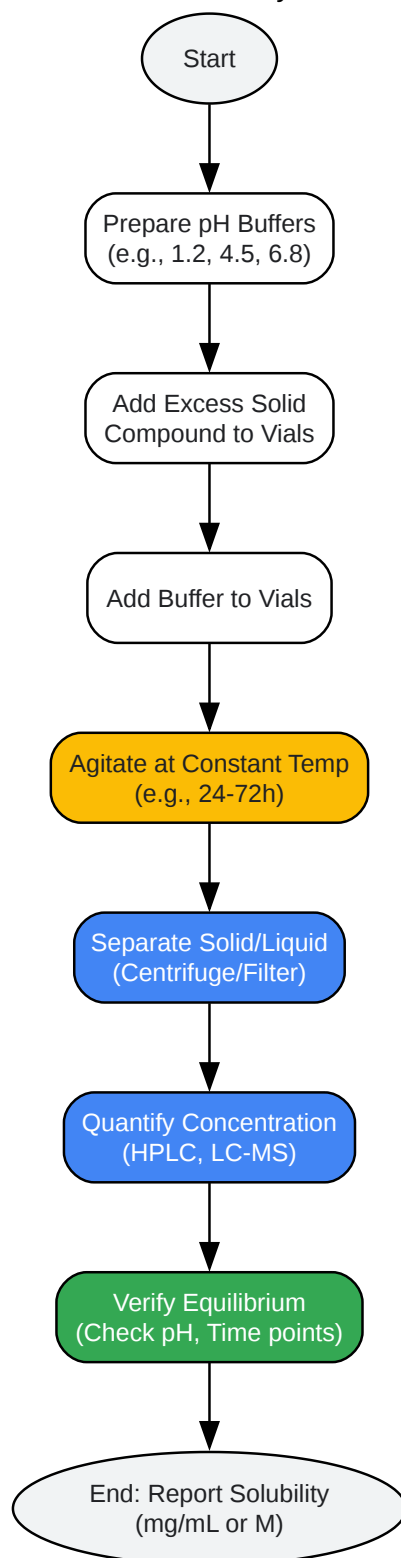 Start
Prepare pH Buffers
(e.g., 1.2, 4.5, 6.8)
Add Excess Solid
Compound to Vials
Add Buffer to Vials
Agitate at Constant Temp
(e.g., 24-72h)
Separate Solid/Liquid
(Centrifuge/Filter)
Quantify Concentration
(HPLC, LC-MS)
Verify Equilibrium
(Check pH, Time points)
End: Report Solubility
(mg/mL or M)